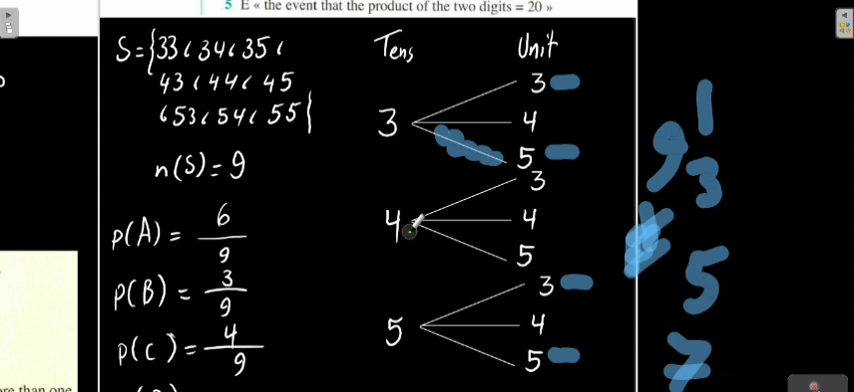 5 E « the event that the product of the two digits = 20 »
S={33،34،35،
43،44،45
،53،54،55}
n(S)=9
p(A) = 6/9
p(B) = 3/9
p(C) = 4/9
Tens Unit
3
3
4
5
4
3
4
5
5
3
4
5
1
9
3
5
7
ore than one